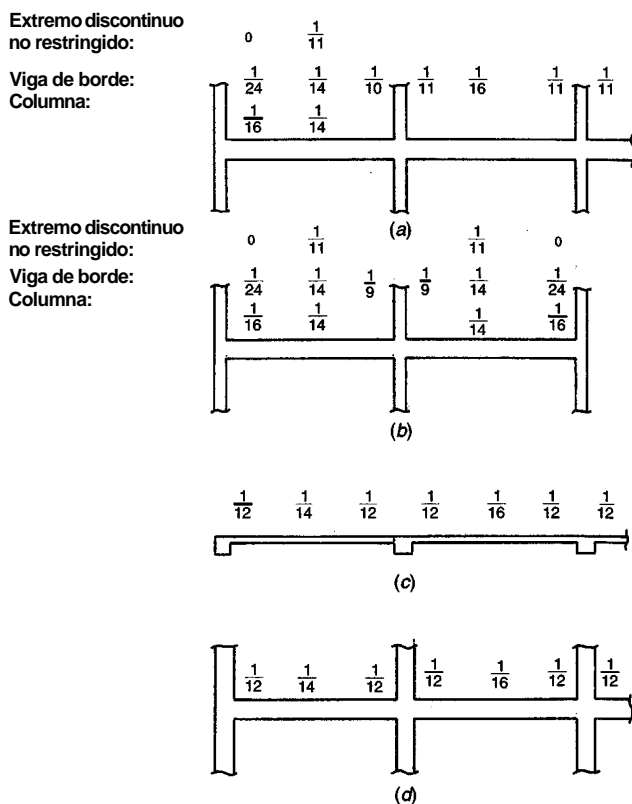 Extremo discontinuo
no restringido: 0 1/11
Viga de borde: 1/24 1/14 1/10 1/11 1/16 1/11 1/11
Columna: 1/16 1/14
(a)
Extremo discontinuo
no restringido: 0 1/11 1/11 0
Viga de borde: 1/24 1/14 1/9 1/9 1/14 1/24
Columna: 1/16 1/14 1/14 1/16
(b)
1/12 1/14 1/12 1/12 1/16 1/12 1/12
(c)
1/12 1/14 1/12 1/12 1/16 1/12 1/12
(d)